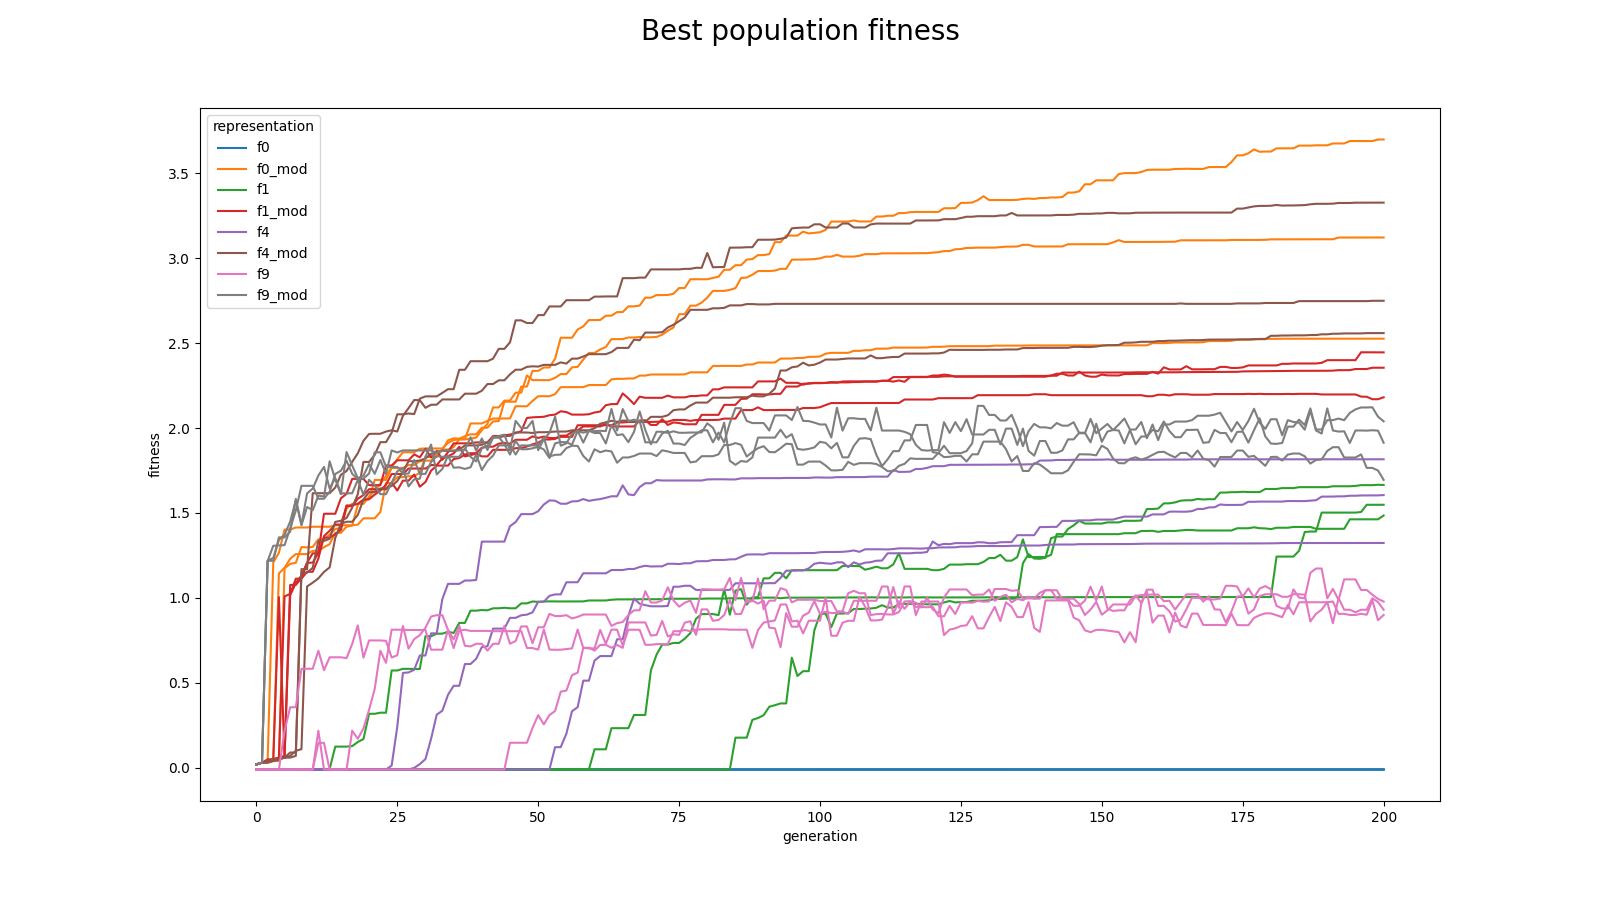 Best population fitness
representation
f0
f0_mod
f1
f1_mod
f4
f4_mod
f9
f9_mod
fitness
3.5
3.0
2.5
2.0
1.5
1.0
0.5
0.0
0 25 50 75 100 125 150 175 200
generation